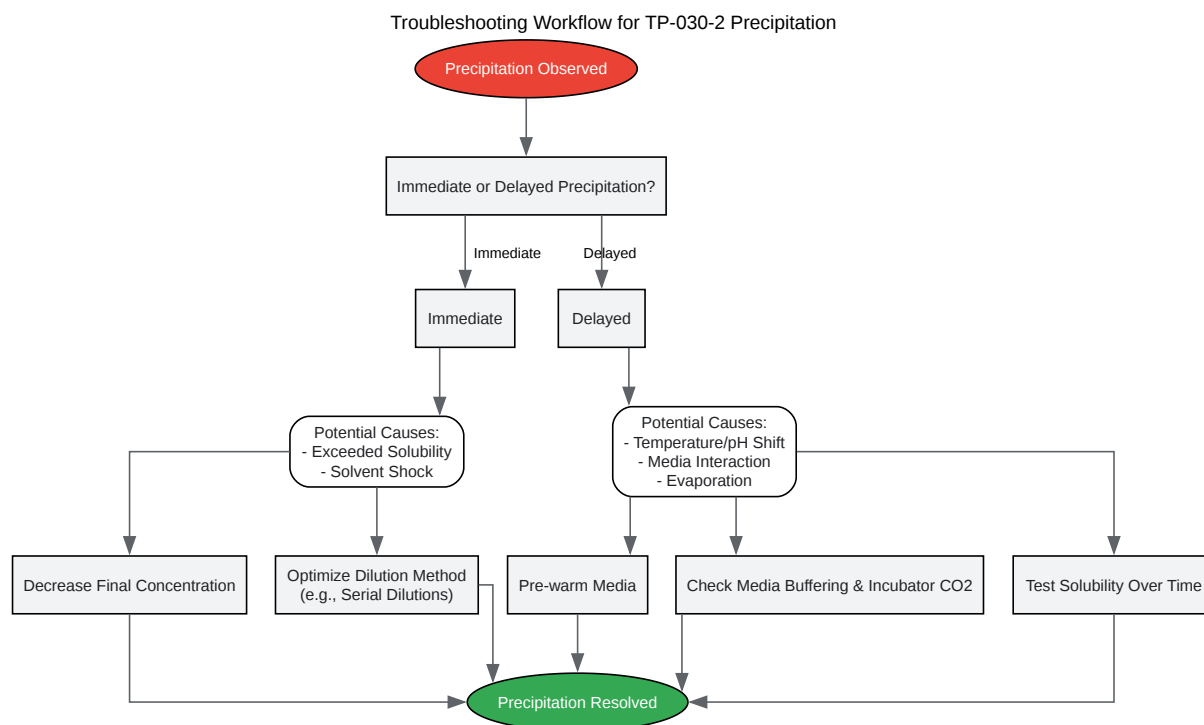 Troubleshooting Workflow for TP-030-2 Precipitation
Precipitation Observed
Immediate or Delayed Precipitation?
Immediate
Delayed
Immediate
Delayed
Potential Causes:
- Exceeded Solubility
- Solvent Shock
Potential Causes:
- Temperature/pH Shift
- Media Interaction
- Evaporation
Decrease Final Concentration
Optimize Dilution Method
(e.g., Serial Dilutions)
Pre-warm Media
Check Media Buffering & Incubator CO2
Test Solubility Over Time
Precipitation Resolved